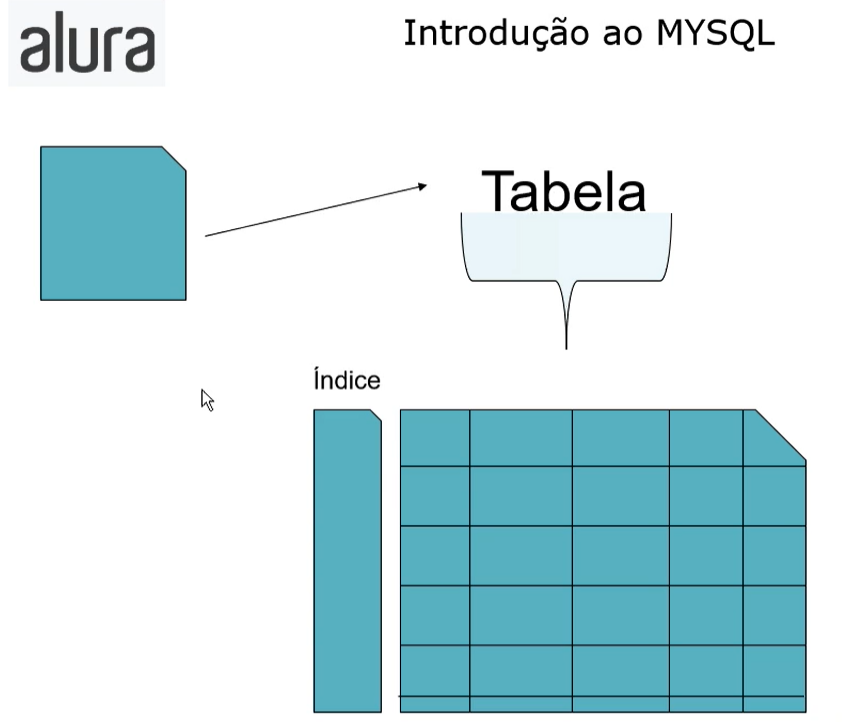 alura
Introdução ao MYSQL
Tabela
Índice